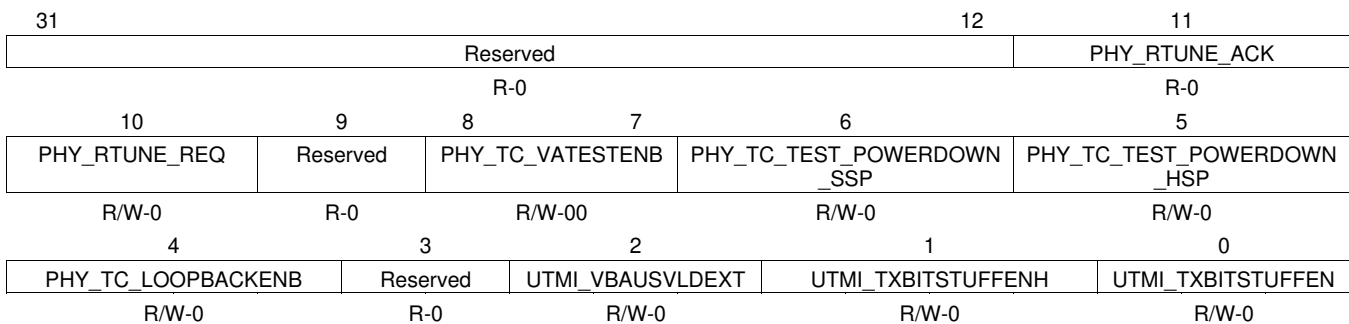 31 12 11
Reserved PHY_RTUNE_ACK
R-0 R-0
10 9 8 7 6 5
PHY_RTUNE_REQ Reserved PHY_TC_VATESTENB PHY_TC_TEST_POWERDOWN PHY_TC_TEST_POWERDOWN
_SSP _HSP
R/W-0 R-0 R/W-00 R/W-0 R/W-0
4 3 2 1 0
PHY_TC_LOOPBACKENB Reserved UTMI_VBAUSVLDEXT UTMI_TXBITSTUFFENH UTMI_TXBITSTUFFEN
R/W-0 R-0 R/W-0 R/W-0 R/W-0